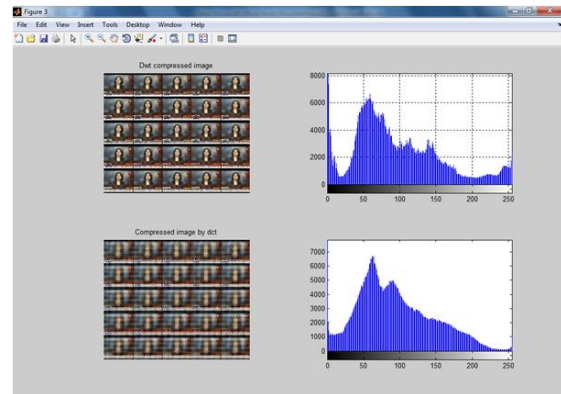 Figure 3
File Edit View Insert Tools Desktop Window Help
Dwt compressed image
8000
6000
4000
2000
0
0 50 100 150 200 250
Compressed image by dct
7000
6000
5000
4000
3000
2000
1000
0
0 50 100 150 200 250